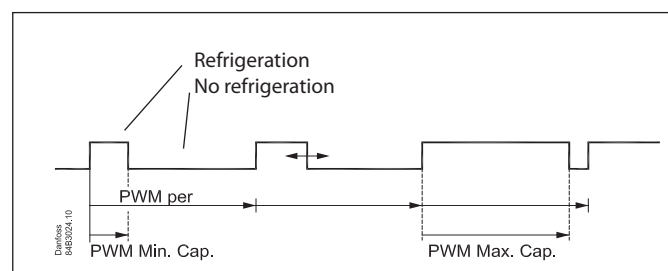 Refrigeration
No refrigeration
PWM per
PWM Min. Cap.
PWM Max. Cap.
Danfoss
84B3024.10